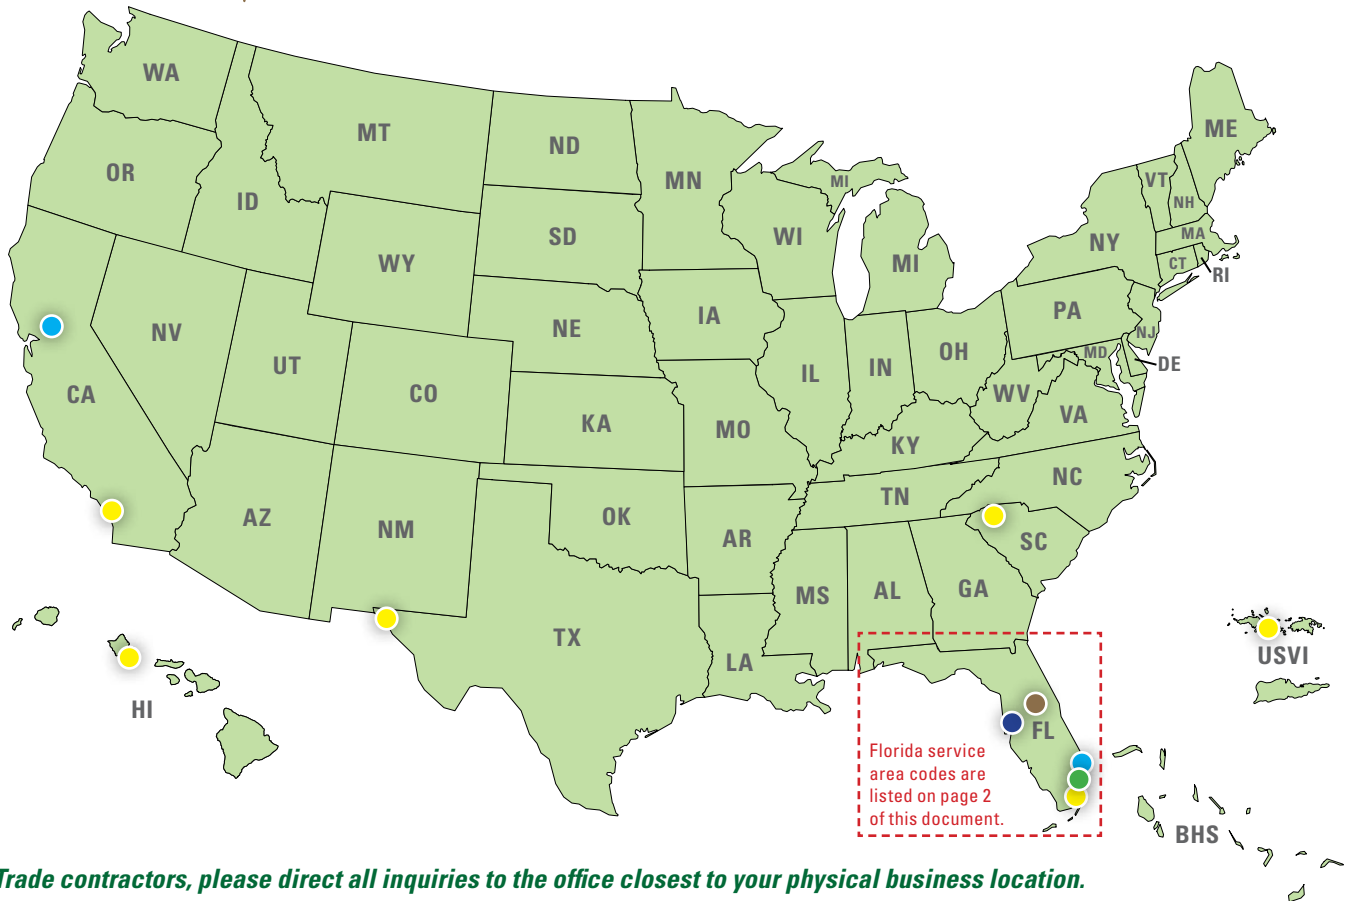 WA
MT
ND
ME
OR
MN
MI
VT
ID
NH
SD
WI
NY
MA
WY
MI
CT
RI
IA
PA
NE
NV
NJ
OH
MD
UT
IN
DE
IL
CO
WV
CA
VA
KA
MO
KY
NC
TN
AZ
OK
NM
AR
SC
GA
AL
MS
TX
LA
USVI
HI
FL
Florida service
area codes are
listed on page 2
of this document.
BHS
Trade contractors, please direct all inquiries to the office closest to your physical business location.